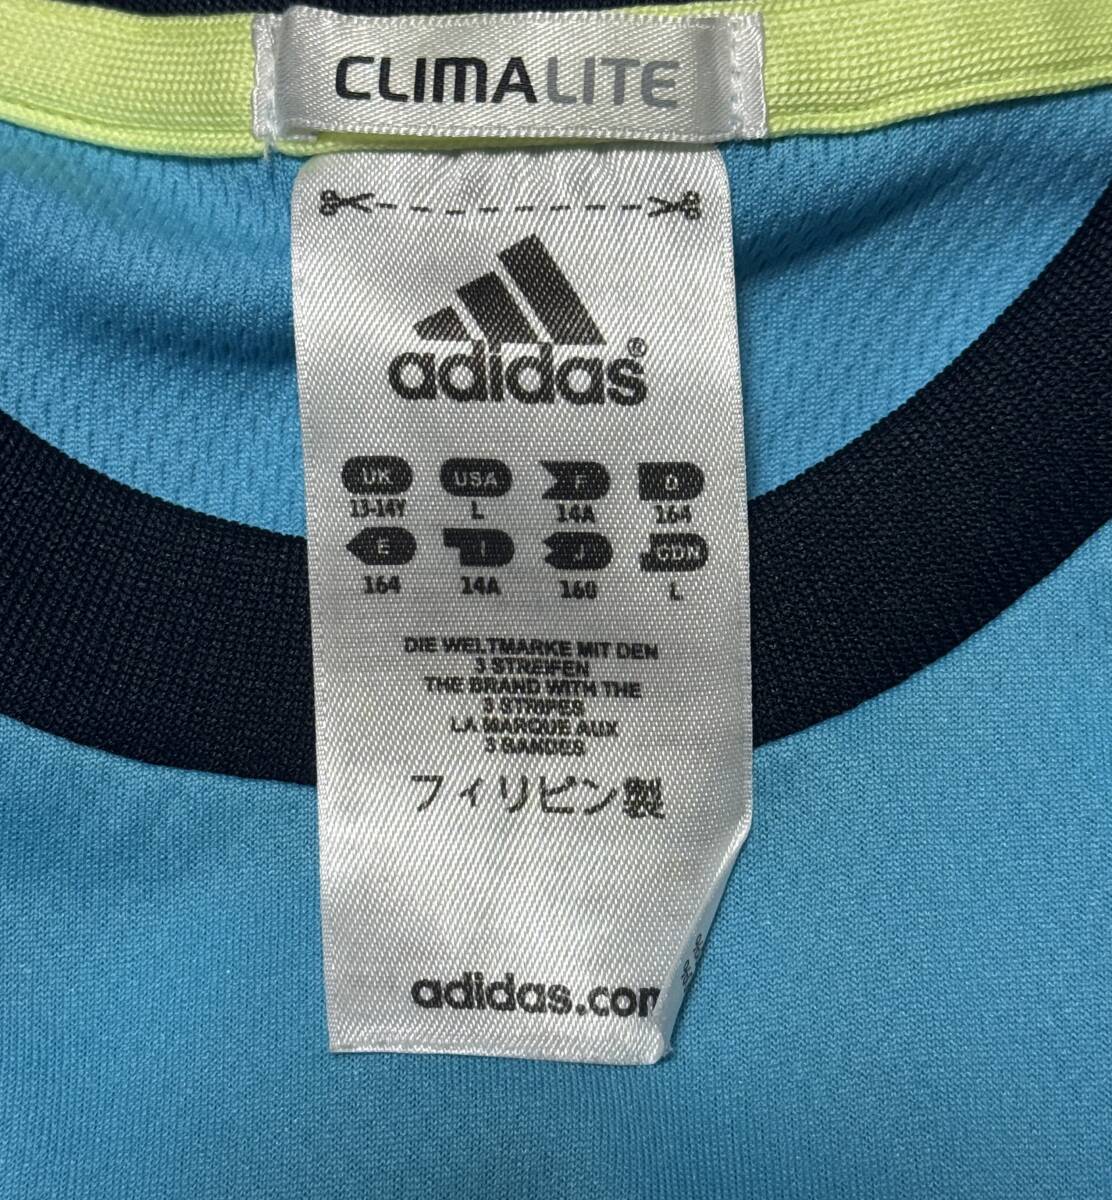 CLIMALITE
adidas®
UK USA F D
13-14Y L 14A 164
E I J CDN
164 14A 160 L
DIE WELTMARKE MIT DEN
3 STREIFEN
THE BRAND WITH THE
3 STRIPES
LA MARQUE AUX
3 BANDES
フィリピン製
adidas.com